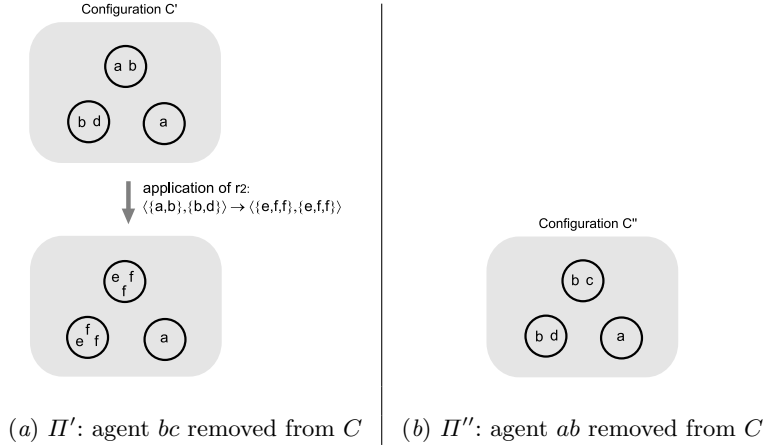 Configuration C'
a b
b d
a
application of r2:
⟨{a,b},{b,d}⟩ → ⟨{e,f,f},{e,f,f}⟩
e f
f
f
e f
a
(a) Π′: agent bc removed from C
Configuration C"
b c
b d
a
(b) Π″: agent ab removed from C